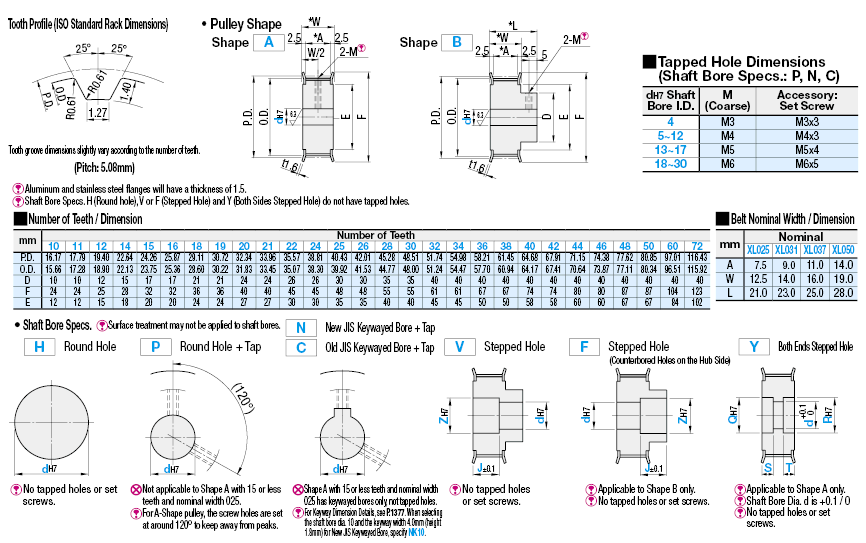 Tooth Profile (ISO Standard Rack Dimensions)
25° 25°
P.D. O.D. R0.61 R0.61 1.40
1.27
Tooth groove dimensions slightly vary according to the number of teeth.
(Pitch: 5.08mm)
• Pulley Shape
Shape A
*W
2.5 *A 2.5
W/2 2-M
P.D. O.D. dH7 6.3 E F
t1.6
Shape B
*L
*W
2.5 *A 2.5 2-M
P.D. O.D. dH7 6.3 D E F
t1.6
Tapped Hole Dimensions
(Shaft Bore Specs.: P, N, C)
dH7 Shaft Bore I.D. M (Coarse) Accessory: Set Screw
4 M3 M3x3
5~12 M4 M4x3
13~17 M5 M5x4
18~30 M6 M6x5
Aluminum and stainless steel flanges will have a thickness of 1.5.
Shaft Bore Specs. H (Round hole), V or F (Stepped Hole) and Y (Both Sides Stepped Hole) do not have tapped holes.
Number of Teeth / Dimension
mm Number of Teeth
10 11 12 14 15 16 18 19 20 21 22 24 25 26 28 30 32 34 36 38 40 42 44 46 48 50 60 72
P.D. 16.17 17.79 19.40 22.64 24.26 25.87 29.11 30.72 32.34 33.96 35.57 38.81 40.43 42.01 45.28 48.51 51.74 54.98 58.21 61.45 64.69 67.91 71.15 74.38 77.62 80.85 97.01 116.43
O.D. 15.66 17.28 18.90 22.13 23.75 25.36 28.60 30.22 31.83 33.45 35.07 38.30 39.92 41.53 44.77 48.00 51.24 54.47 57.70 60.94 64.17 67.41 70.64 73.87 77.11 80.34 96.51 115.92
D 10 10 12 15 17 17 21 21 24 24 26 26 30 30 35 35 40 40 40 40 40 40 40 40 40 40 40 40
F 24 24 25 28 32 32 36 36 40 40 45 45 48 48 55 55 61 61 67 67 74 74 80 80 87 87 104 123
E 12 12 15 18 20 20 24 24 27 27 30 30 35 35 40 40 45 45 50 50 58 58 60 60 67 67 84 102
Belt Nominal Width / Dimension
mm Nominal
XL025 XL031 XL037 XL050
A 7.5 9.0 11.0 14.0
W 12.5 14.0 16.0 19.0
L 21.0 23.0 25.0 28.0
• Shaft Bore Specs. Surface treatment may not be applied to shaft bores.
N New JIS Keywayed Bore + Tap
H Round Hole
dH7
No tapped holes or set
screws.
P Round Hole + Tap
(120°)
dH7
Not applicable to Shape A with 15 or less
teeth and nominal width 025.
For A-Shape pulley, the screw holes are set
at around 120° to keep away from peaks.
C Old JIS Keywayed Bore + Tap
dH7
Shape A with 15 or less teeth and nominal width
025 has keywayed bores only not tapped holes.
For Keyway Dimension Details, see P.1377. When selecting
the shaft bore dia. 10 and the keyway width 4.0mm (height
1.8mm) for New JIS Keywayed Bore, specify NK10.
V Stepped Hole
ZH7 dH7
J±0.1
No tapped holes
or set screws.
F Stepped Hole
(Counterbored Holes on the Hub Side)
dH7 ZH7
J±0.1
Applicable to Shape B only.
No tapped holes or set screws.
Y Both Ends Stepped Hole
QH7 d +0.1 0 RH7
S T
Applicable to Shape A only.
Shaft Bore Dia. d is +0.1 / 0
No tapped holes or set
screws.